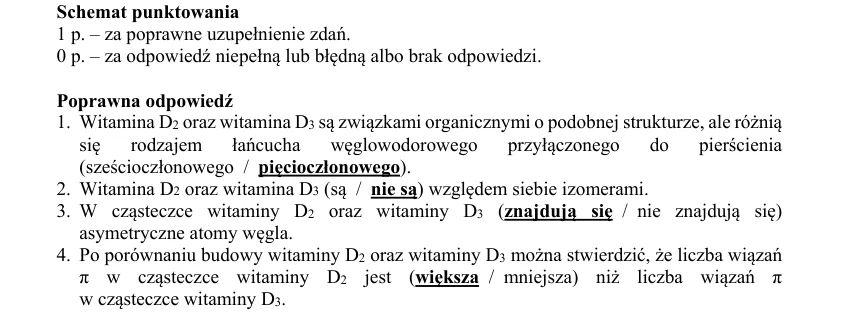 Schemat punktowania
1 p. – za poprawne uzupełnienie zdań.
0 p. – za odpowiedź niepełną lub błędną albo brak odpowiedzi.
Poprawna odpowiedź
1. Witamina D2 oraz witamina D3 są związkami organicznymi o podobnej strukturze, ale różnią
się rodzajem łańcucha węglowodorowego przyłączonego do pierścienia
(sześcioczłonowego / pięcioczłonowego).
2. Witamina D2 oraz witamina D3 (są / nie są) względem siebie izomerami.
3. W cząsteczce witaminy D2 oraz witaminy D3 (znajdują się / nie znajdują się)
asymetryczne atomy węgla.
4. Po porównaniu budowy witaminy D2 oraz witaminy D3 można stwierdzić, że liczba wiązań
π w cząsteczce witaminy D2 jest (większa / mniejsza) niż liczba wiązań π
w cząsteczce witaminy D3.